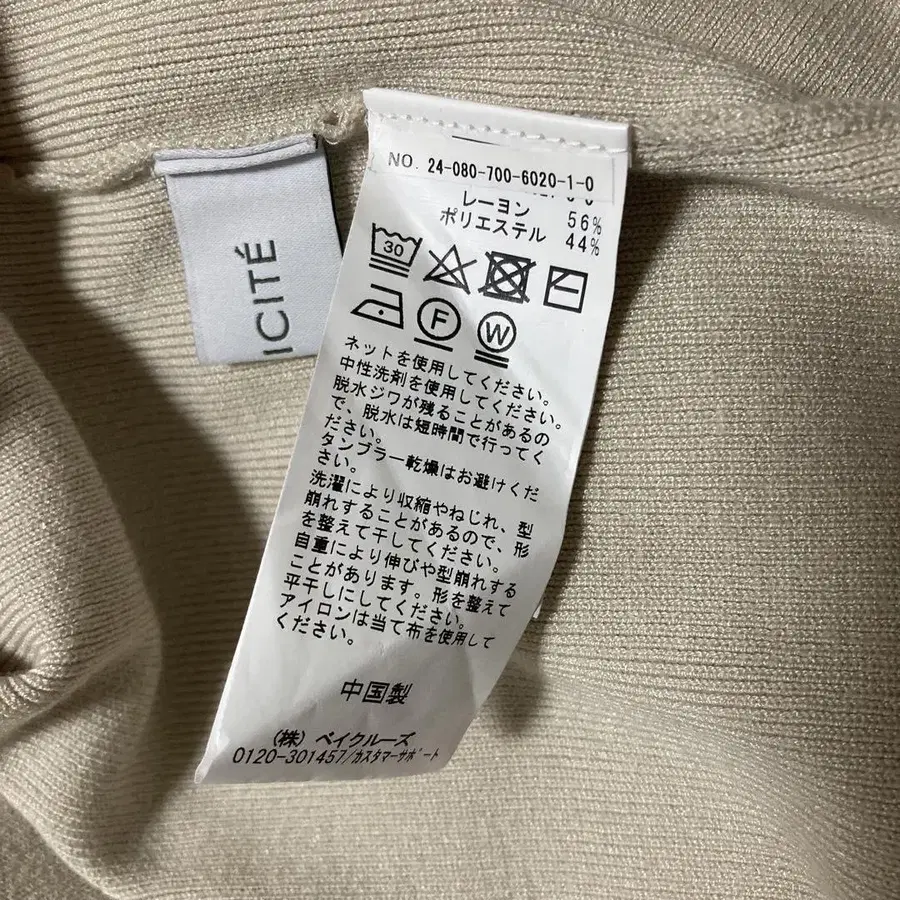 ICITÉ
NO. 24-080-700-6020-1-0
レーヨン 56%
ポリエステル 44%
30
F
W
ネットを使用してください。
中性洗剤を使用してください。
脱水ジワが残ることがあるの
で、脱水は短時間で行ってく
ださい。
タンブラー乾燥はお避けくだ
さい。
洗濯により収縮やねじれ、型
崩れすることがあるので、形
を整えて干してください。
自重により伸びや型崩れする
ことがあります。形を整えて
平干しにしてください。
アイロンは当て布を使用して
ください。
中国製
(株) ベイクルーズ
0120-301457/カスタマーサポート